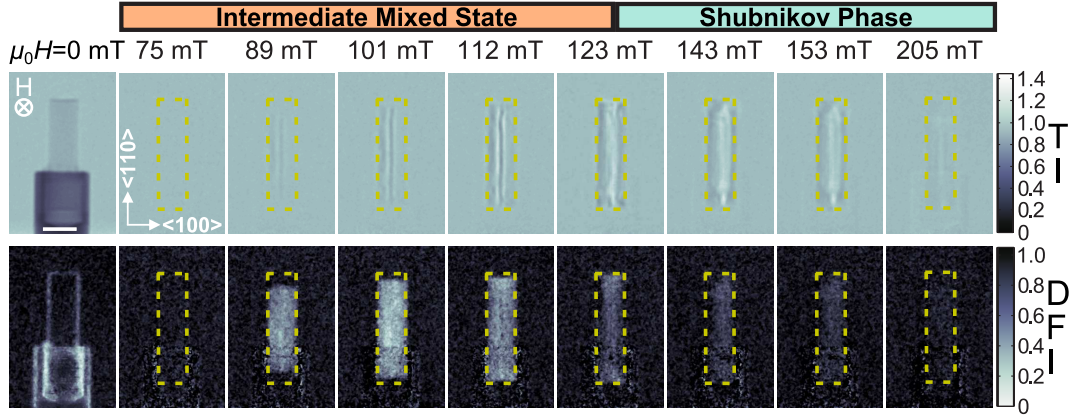 Intermediate Mixed State
Shubnikov Phase
μ₀H=0 mT 75 mT 89 mT 101 mT 112 mT 123 mT 143 mT 153 mT 205 mT
H
<110>
<100>
1.4
1.2
1.0
0.8
0.6
0.4
0.2
0
TI
1.0
0.8
0.6
0.4
0.2
0
DFI